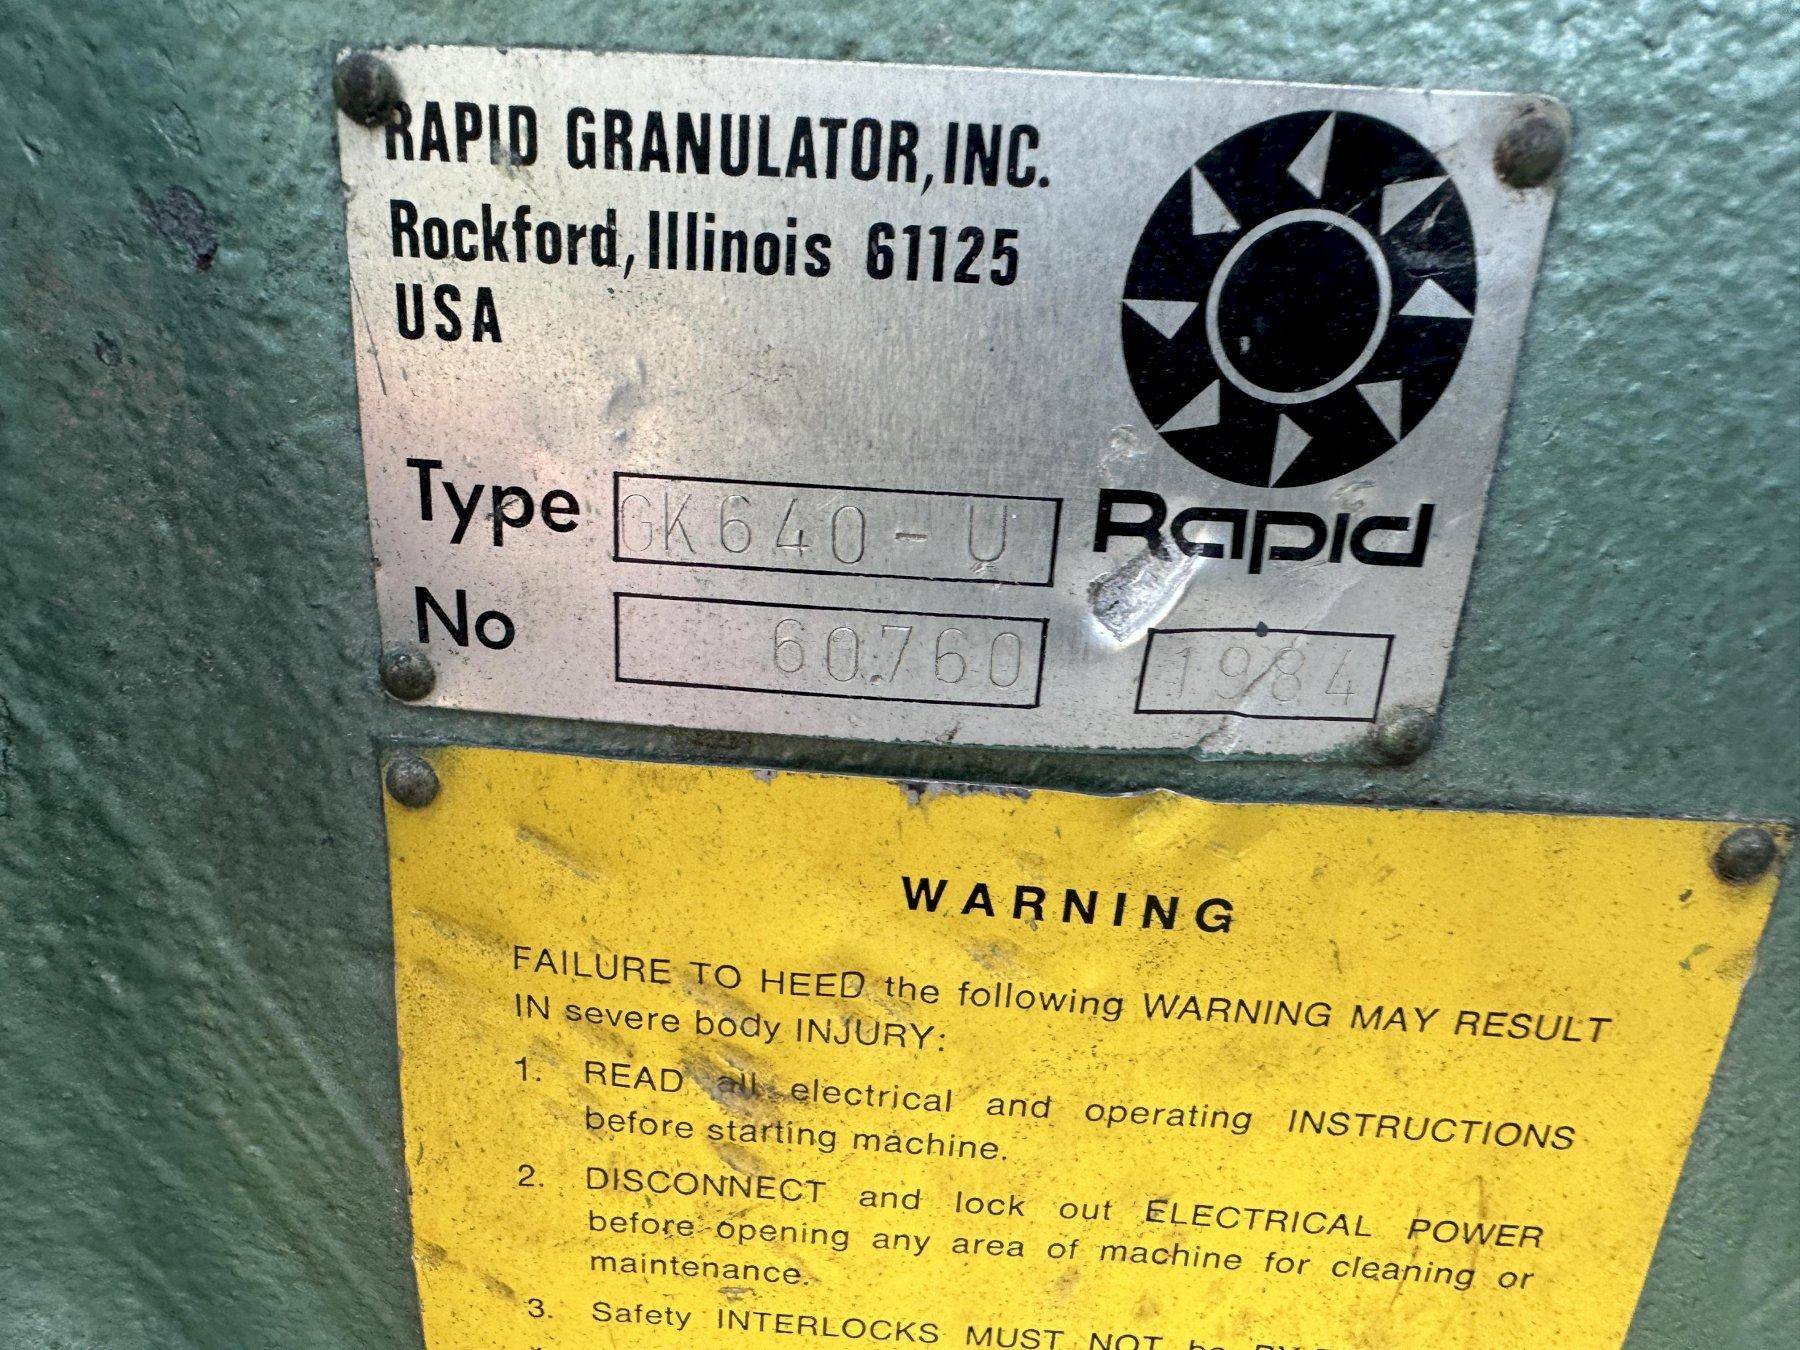 RAPID GRANULATOR, INC.
Rockford, Illinois 61125
USA
Type GK640-U
Rapid
No 60.760 1984
WARNING
FAILURE TO HEED the following WARNING MAY RESULT
IN severe body INJURY:
1. READ all electrical and operating INSTRUCTIONS
before starting machine.
2. DISCONNECT and lock out ELECTRICAL POWER
before opening any area of machine for cleaning or
maintenance.
3. Safety INTERLOCKS MUST NOT be